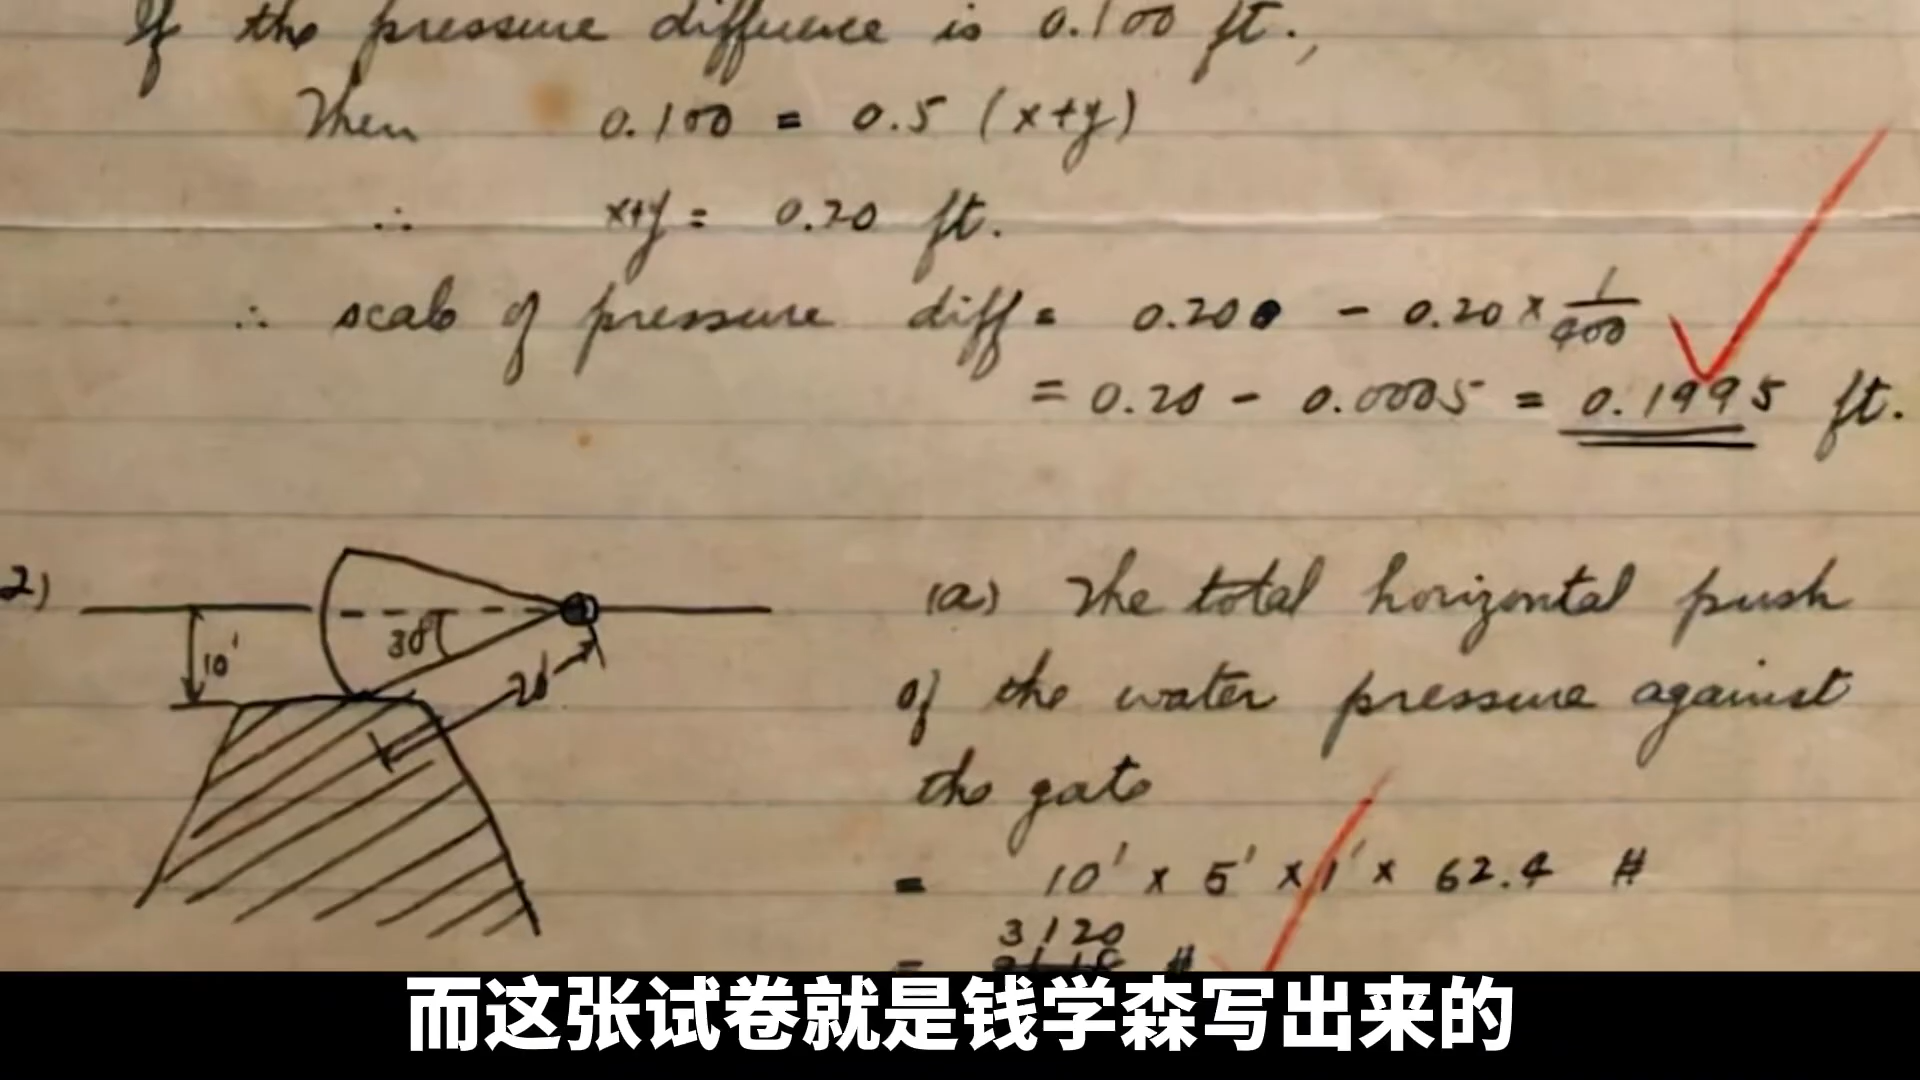 If the pressure difference is 0.100 ft.,
Then 0.100 = 0.5 (x+y)
∴ x+y = 0.20 ft.
∴ scale of pressure diff = 0.200 - 0.20 × 1/400
= 0.20 - 0.0005 = 0.1995 ft.
2)
10'
30°
20'
(a) The total horizontal push
of the water pressure against
the gate
= 10' × 5' × 1' × 62.4 #
3120
= #
而这张试卷就是钱学森写出来的